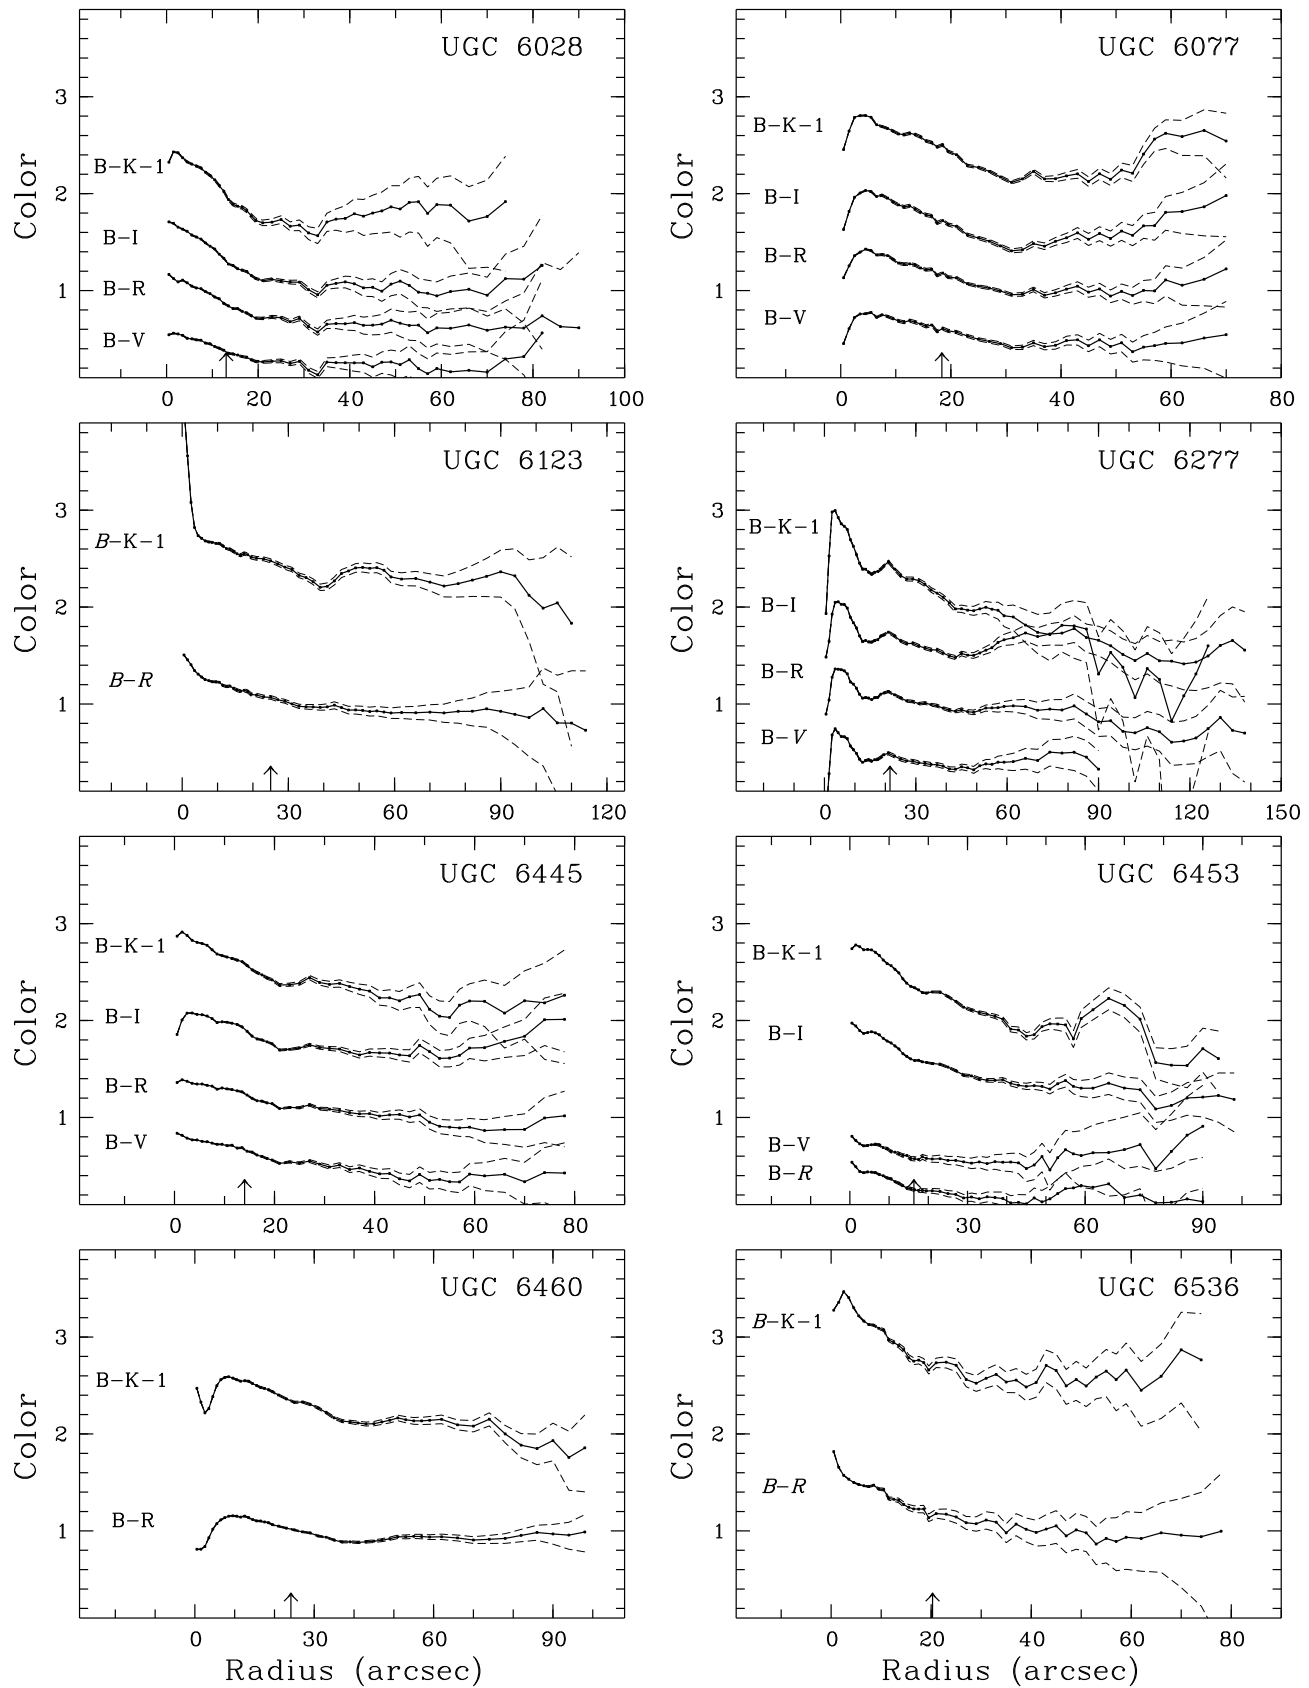 UGC 6028
3
B-K-1
2
B-I
B-R
1
B-V
Color
0 20 40 60 80 100
UGC 6077
3
B-K-1
2
B-I
B-R
1
B-V
Color
0 20 40 60 80
UGC 6123
3
B-K-1
2
B-R
1
Color
0 30 60 90 120
UGC 6277
3
B-K-1
2
B-I
B-R
1
B-V
Color
0 30 60 90 120 150
UGC 6445
3
B-K-1
2
B-I
B-R
1
B-V
Color
0 20 40 60 80
UGC 6453
3
B-K-1
2
B-I
1
B-V
B-R
Color
0 30 60 90
UGC 6460
3
B-K-1
2
B-R
1
Color
0 30 60 90
Radius (arcsec)
UGC 6536
3
B-K-1
2
B-R
1
Color
0 20 40 60 80
Radius (arcsec)